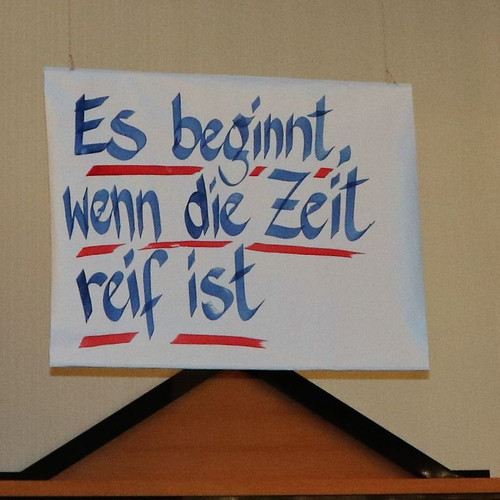 Es beginnt,
wenn die Zeit
reif ist